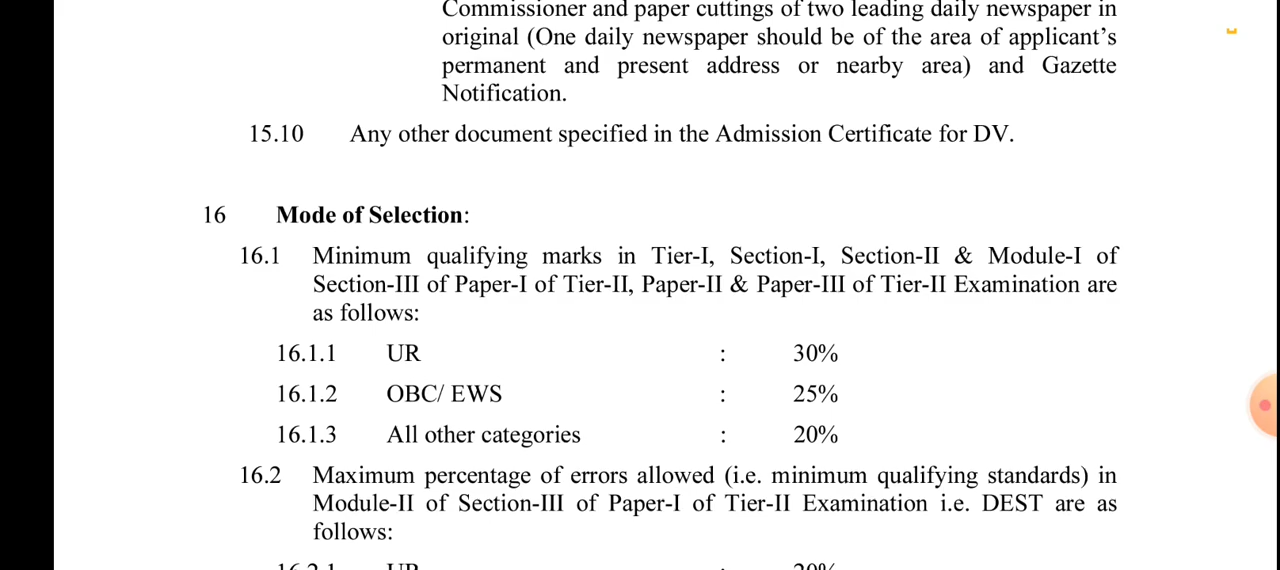 Commissioner and paper cuttings of two leading daily newspaper in
original (One daily newspaper should be of the area of applicant's
permanent and present address or nearby area) and Gazette
Notification.
15.10 Any other document specified in the Admission Certificate for DV.
16 Mode of Selection:
16.1 Minimum qualifying marks in Tier-I, Section-I, Section-II & Module-I of
Section-III of Paper-I of Tier-II, Paper-II & Paper-III of Tier-II Examination are
as follows:
16.1.1 UR : 30%
16.1.2 OBC/ EWS : 25%
16.1.3 All other categories : 20%
16.2 Maximum percentage of errors allowed (i.e. minimum qualifying standards) in
Module-II of Section-III of Paper-I of Tier-II Examination i.e. DEST are as
follows:
16.2.1 UR : 20%